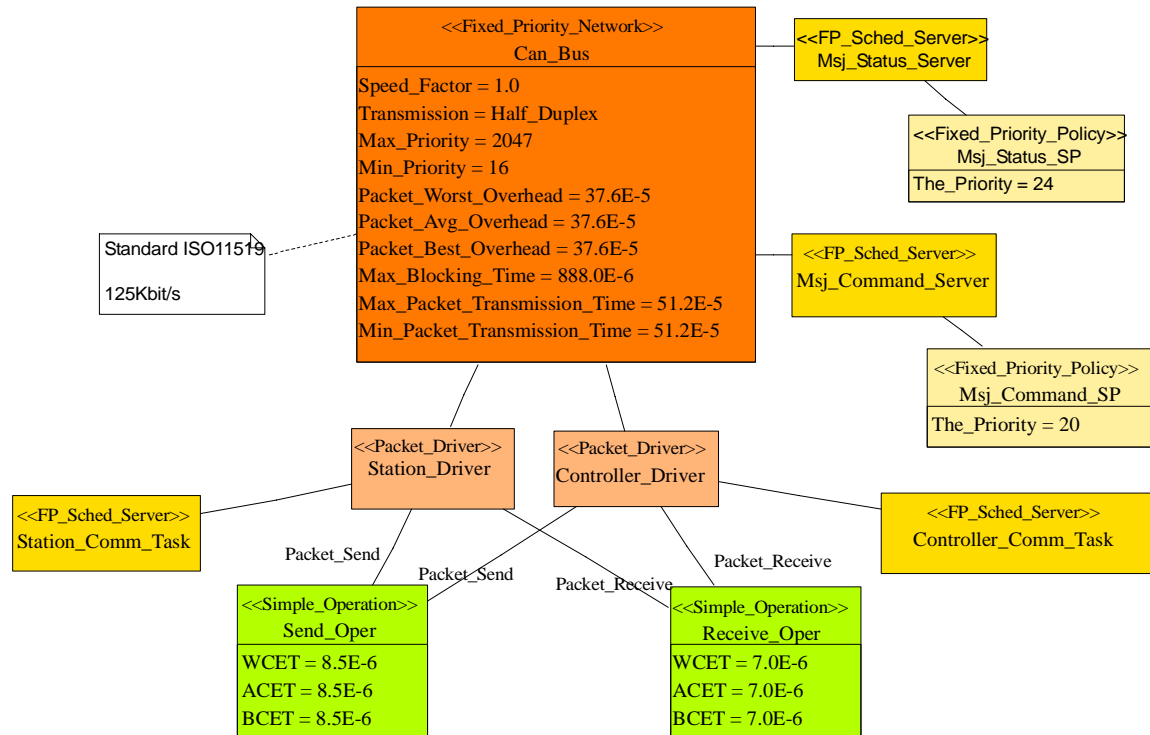 <<Fixed_Priority_Network>>
Can_Bus
Speed_Factor = 1.0
Transmission = Half_Duplex
Max_Priority = 2047
Min_Priority = 16
Packet_Worst_Overhead = 37.6E-5
Packet_Avg_Overhead = 37.6E-5
Packet_Best_Overhead = 37.6E-5
Max_Blocking_Time = 888.0E-6
Max_Packet_Transmission_Time = 51.2E-5
Min_Packet_Transmission_Time = 51.2E-5
<<FP_Sched_Server>>
Msj_Status_Server
<<Fixed_Priority_Policy>>
Msj_Status_SP
The_Priority = 24
Standard ISO11519
125Kbit/s
<<FP_Sched_Server>>
Msj_Command_Server
<<Fixed_Priority_Policy>>
Msj_Command_SP
The_Priority = 20
<<Packet_Driver>>
Station_Driver
<<Packet_Driver>>
Controller_Driver
<<FP_Sched_Server>>
Station_Comm_Task
<<FP_Sched_Server>>
Controller_Comm_Task
Packet_Send
Packet_Send
Packet_Receive
Packet_Receive
<<Simple_Operation>>
Send_Oper
WCET = 8.5E-6
ACET = 8.5E-6
BCET = 8.5E-6
<<Simple_Operation>>
Receive_Oper
WCET = 7.0E-6
ACET = 7.0E-6
BCET = 7.0E-6